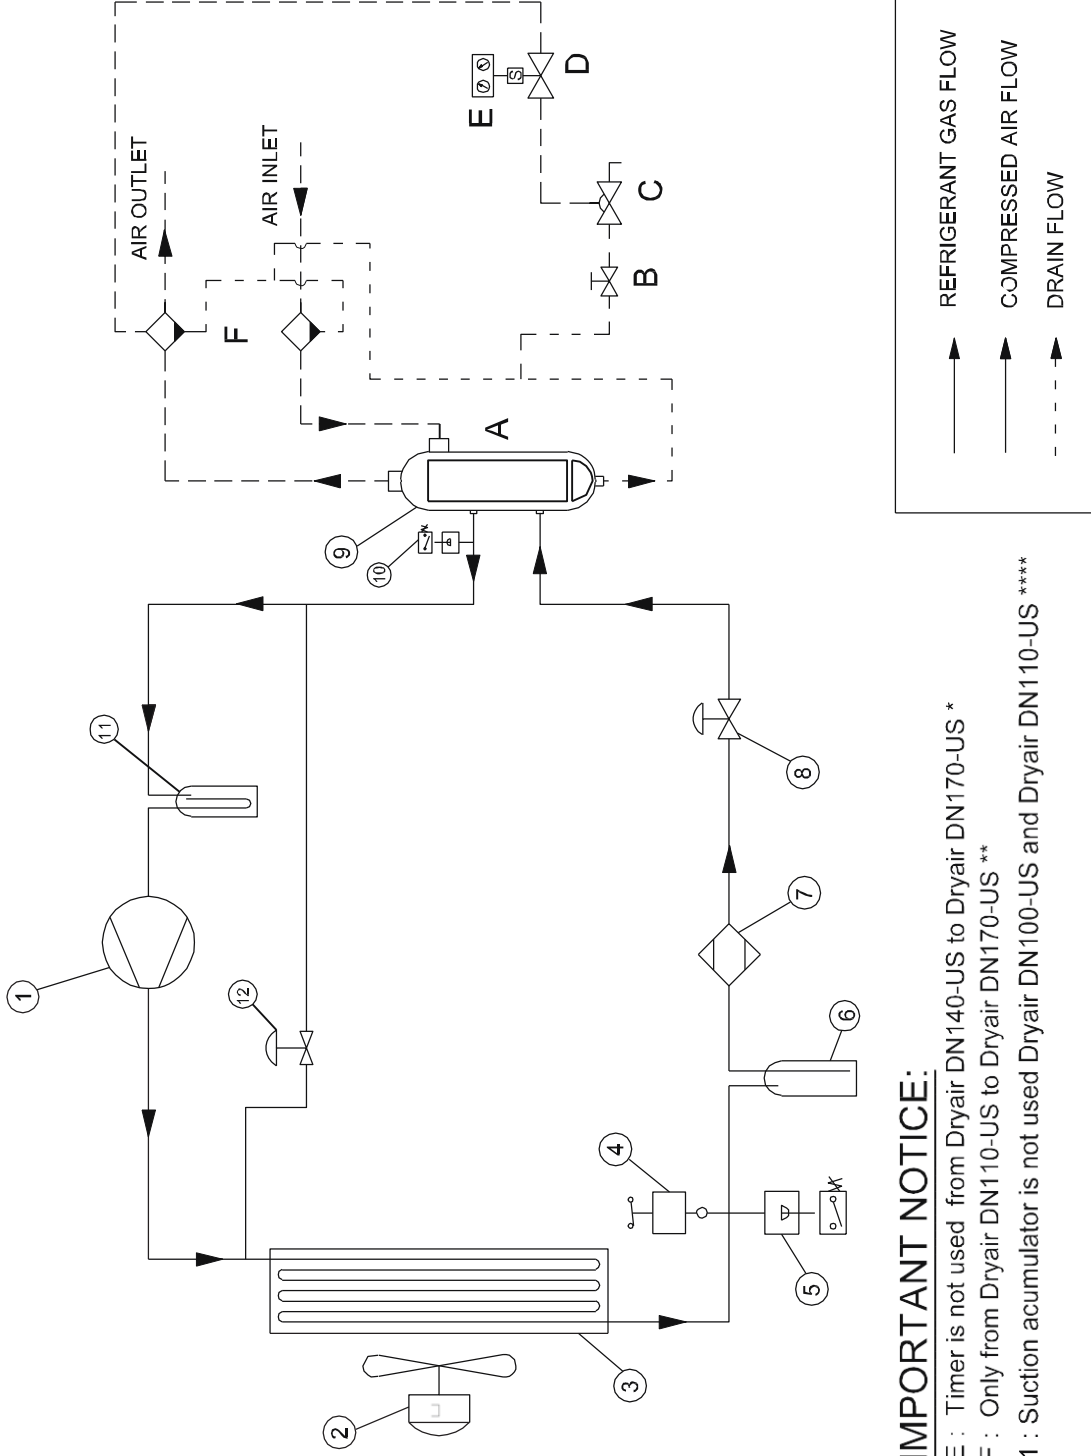 AIR OUTLET
AIR INLET
E
S
D
C
B
F
A
9
10
11
1
12
8
7
6
4
5
3
2
REFRIGERANT GAS FLOW
COMPRESSED AIR FLOW
DRAIN FLOW
IMPORTANT NOTICE:
E : Timer is not used from Dryair DN140-US to Dryair DN170-US *
F : Only from Dryair DN110-US to Dryair DN170-US **
1 : Suction acumulator is not used Dryair DN100-US and Dryair DN110-US ****